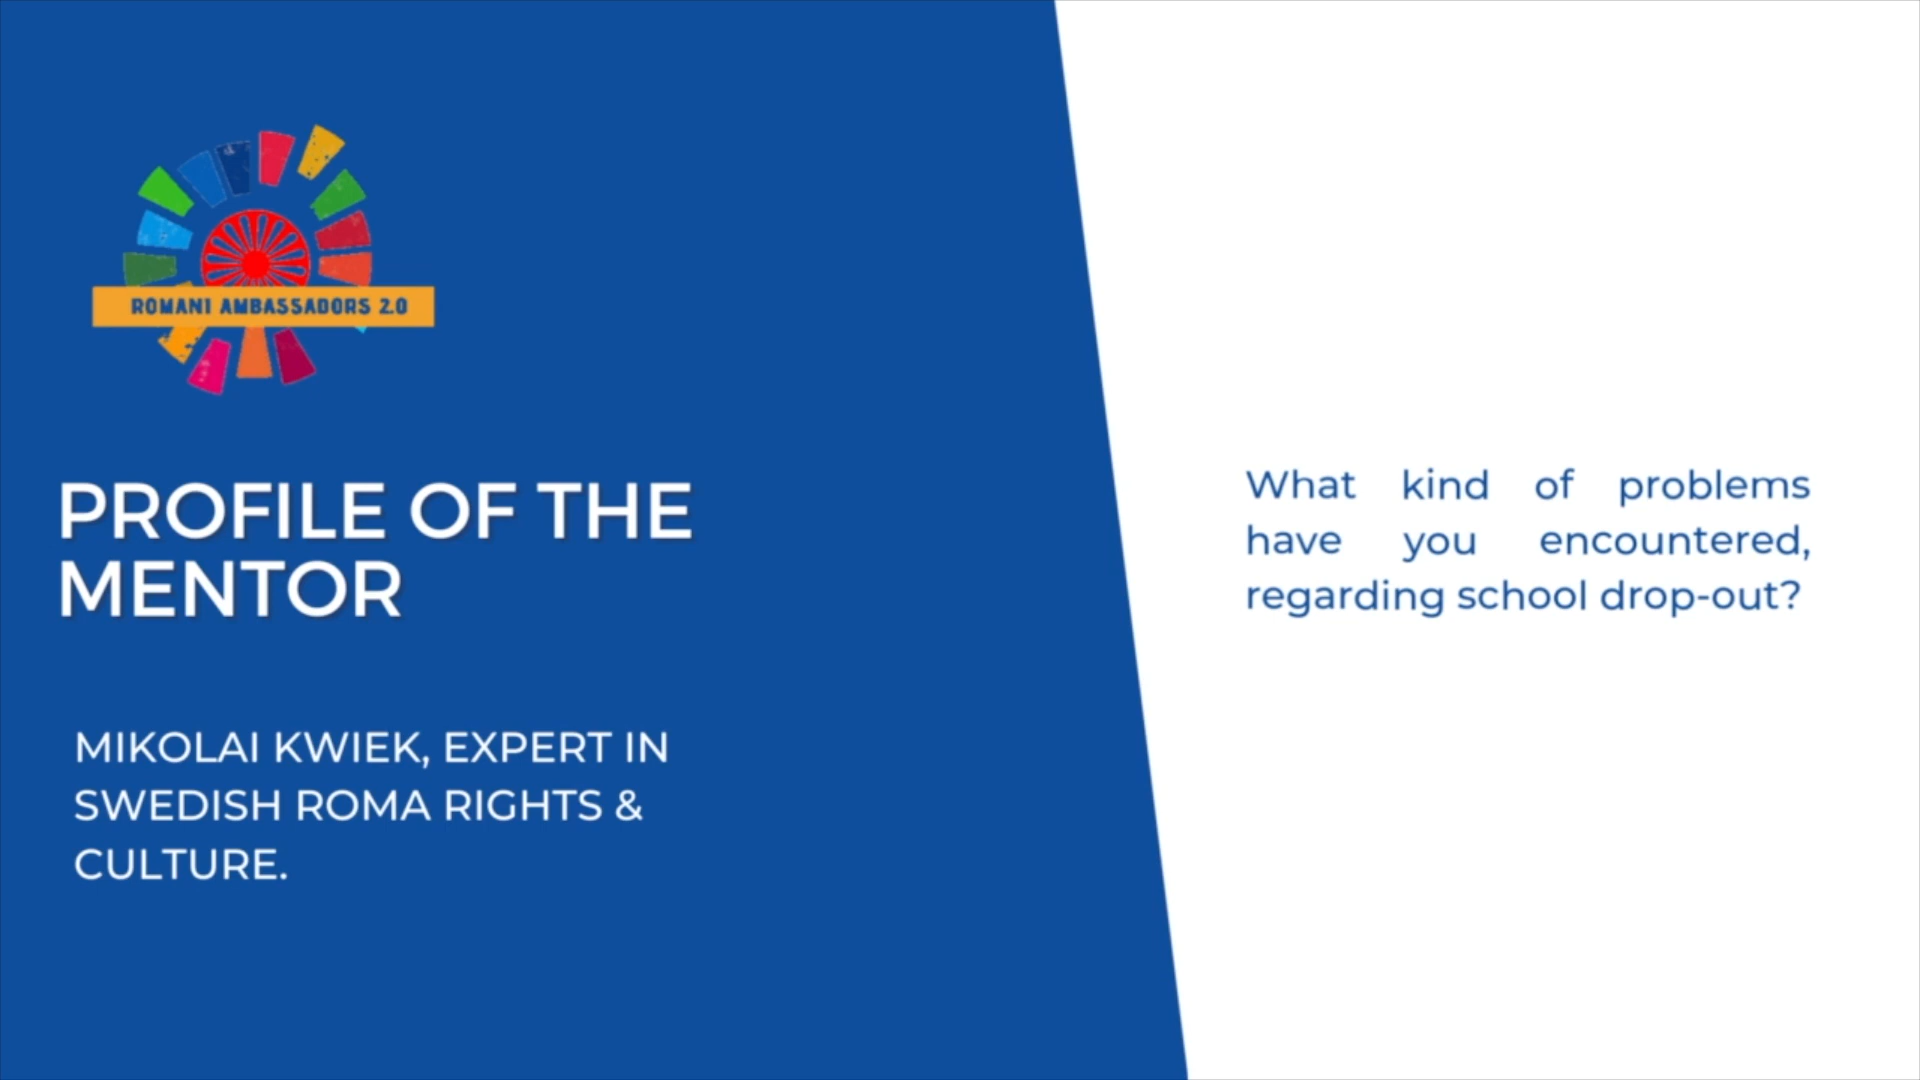 ROMANI AMBASSADORS 2.0
PROFILE OF THE
MENTOR
MIKOLAI KWIEK, EXPERT IN
SWEDISH ROMA RIGHTS &
CULTURE.
What kind of problems
have you encountered,
regarding school drop-out?